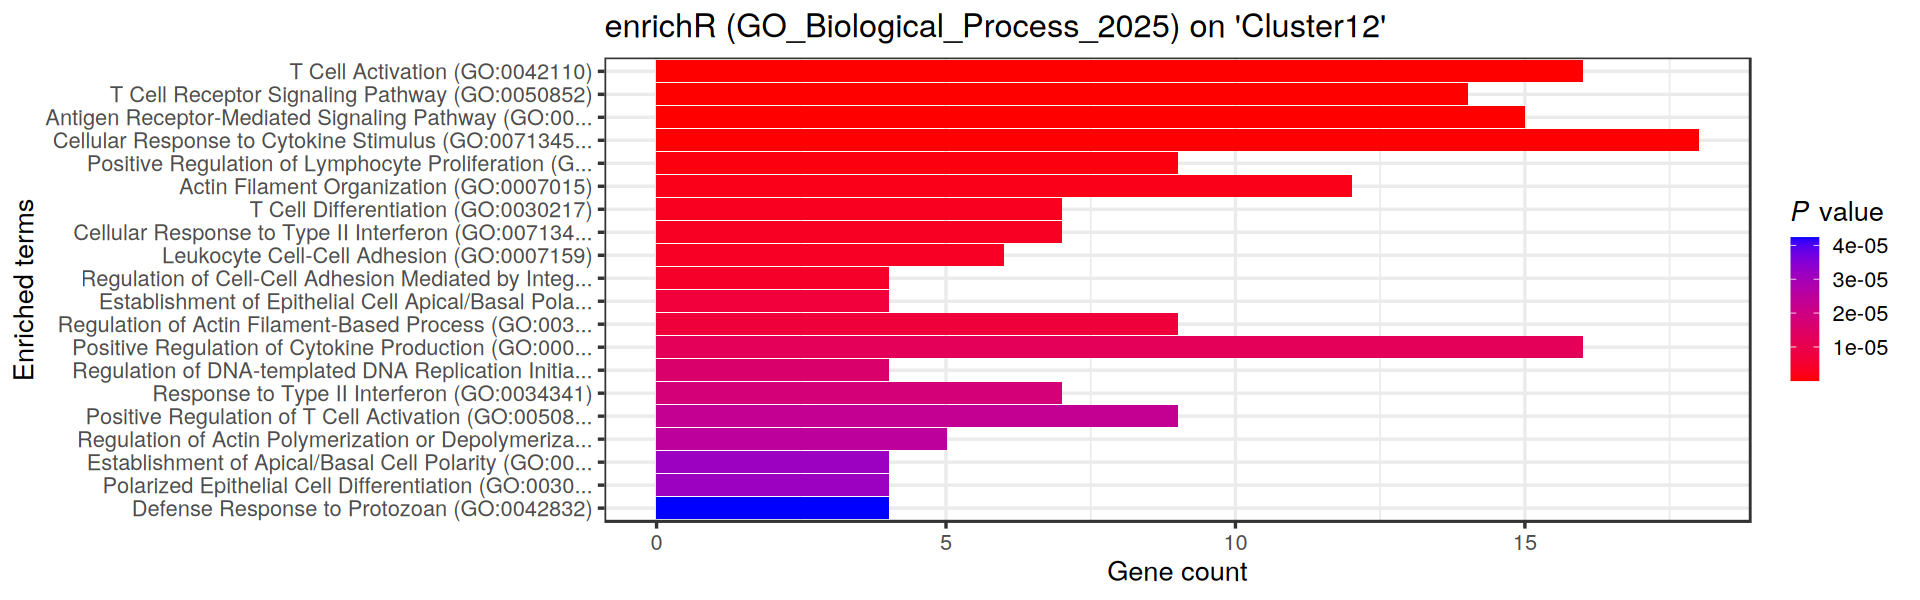 enrichR (GO_Biological_Process_2025) on 'Cluster12'
T Cell Activation (GO:0042110)
T Cell Receptor Signaling Pathway (GO:0050852)
Antigen Receptor-Mediated Signaling Pathway (GO:00...
Cellular Response to Cytokine Stimulus (GO:0071345...
Positive Regulation of Lymphocyte Proliferation (G...
Actin Filament Organization (GO:0007015)
T Cell Differentiation (GO:0030217)
Cellular Response to Type II Interferon (GO:007134...
Leukocyte Cell-Cell Adhesion (GO:0007159)
Regulation of Cell-Cell Adhesion Mediated by Integ...
Establishment of Epithelial Cell Apical/Basal Pola...
Regulation of Actin Filament-Based Process (GO:003...
Positive Regulation of Cytokine Production (GO:000...
Regulation of DNA-templated DNA Replication Initia...
Response to Type II Interferon (GO:0034341)
Positive Regulation of T Cell Activation (GO:00508...
Regulation of Actin Polymerization or Depolymeriza...
Establishment of Apical/Basal Cell Polarity (GO:00...
Polarized Epithelial Cell Differentiation (GO:0030...
Defense Response to Protozoan (GO:0042832)
Enriched terms
0 5 10 15
Gene count
P value
4e-05
3e-05
2e-05
1e-05